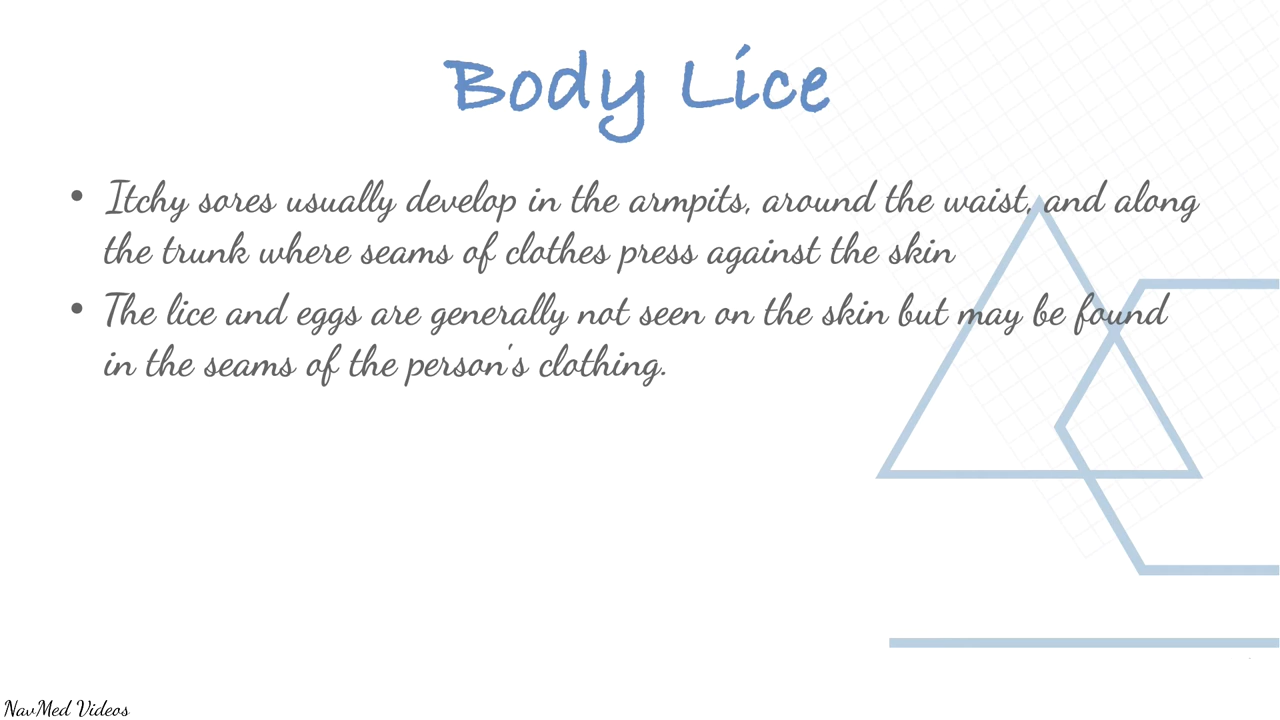 Body Lice
• Itchy sores usually develop in the armpits, around the waist, and along
the trunk where seams of clothes press against the skin
• The lice and eggs are generally not seen on the skin but may be found
in the seams of the person's clothing.
NavMed Videos